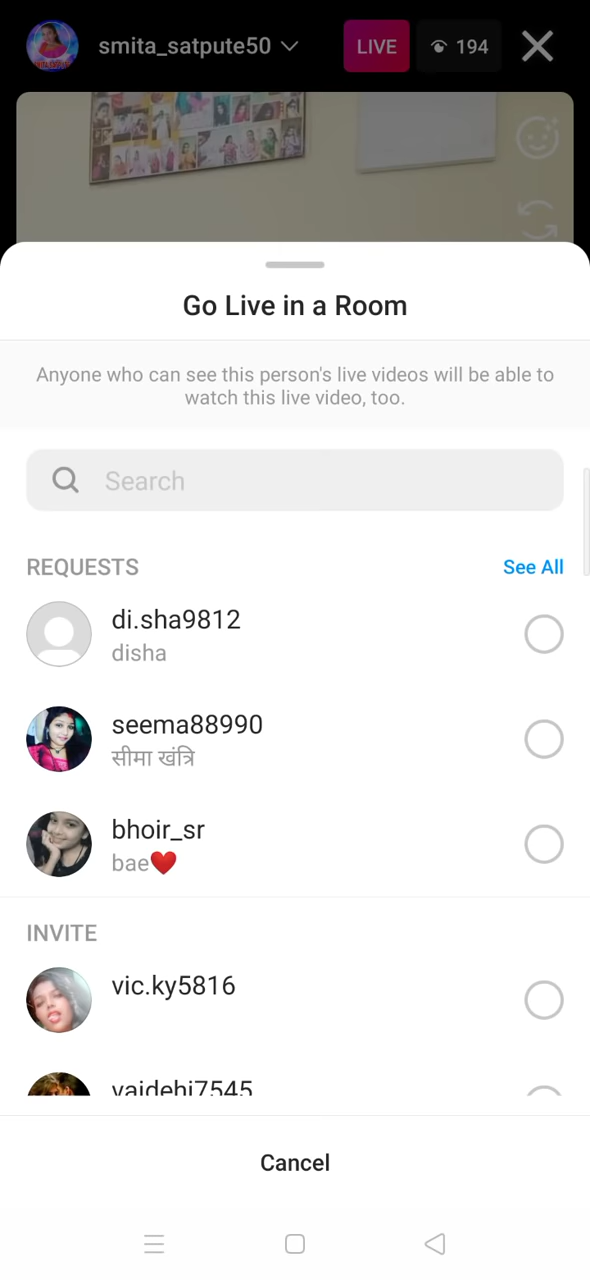 smita_satpute50
LIVE
194
Go Live in a Room
Anyone who can see this person's live videos will be able to
watch this live video, too.
Search
REQUESTS
See All
di.sha9812
disha
seema88990
सीमा खंत्रि
bhoir_sr
bae❤️
INVITE
vic.ky5816
vaidehi7545
Cancel